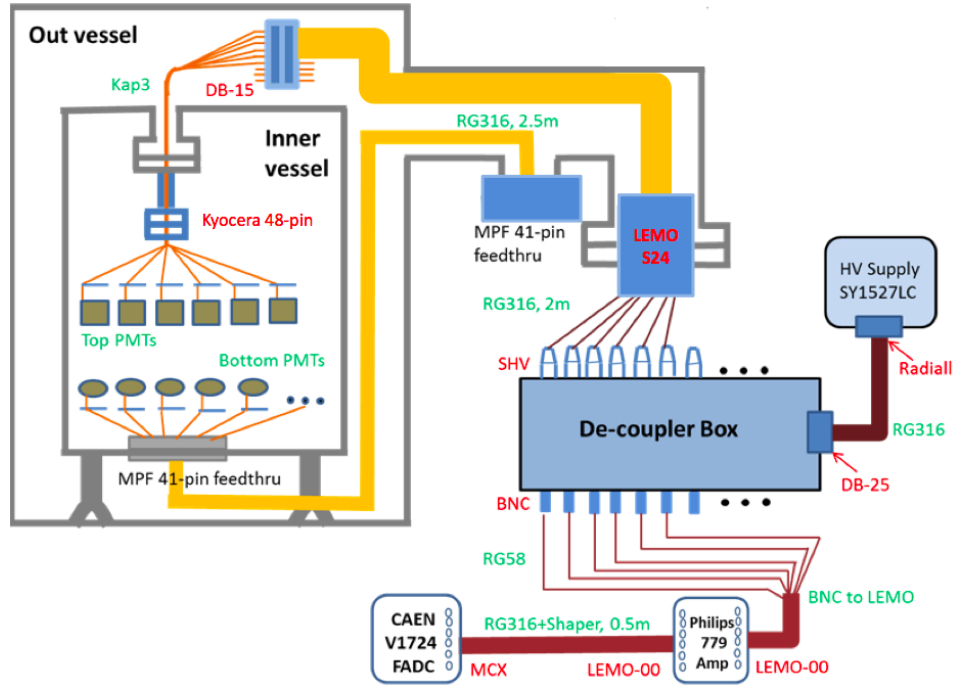 Out vessel
Kap3
DB-15
RG316, 2.5m
Inner
vessel
Kyocera 48-pin
MPF 41-pin
feedthru
LEMO
S24
HV Supply
SY1527LC
RG316, 2m
Top PMTs
Bottom PMTs
SHV
Radiall
De-coupler Box
RG316
MPF 41-pin feedthru
DB-25
BNC
RG58
BNC to LEMO
CAEN
V1724
FADC
RG316+Shaper, 0.5m
MCX
LEMO-00
Philips
779
Amp
LEMO-00